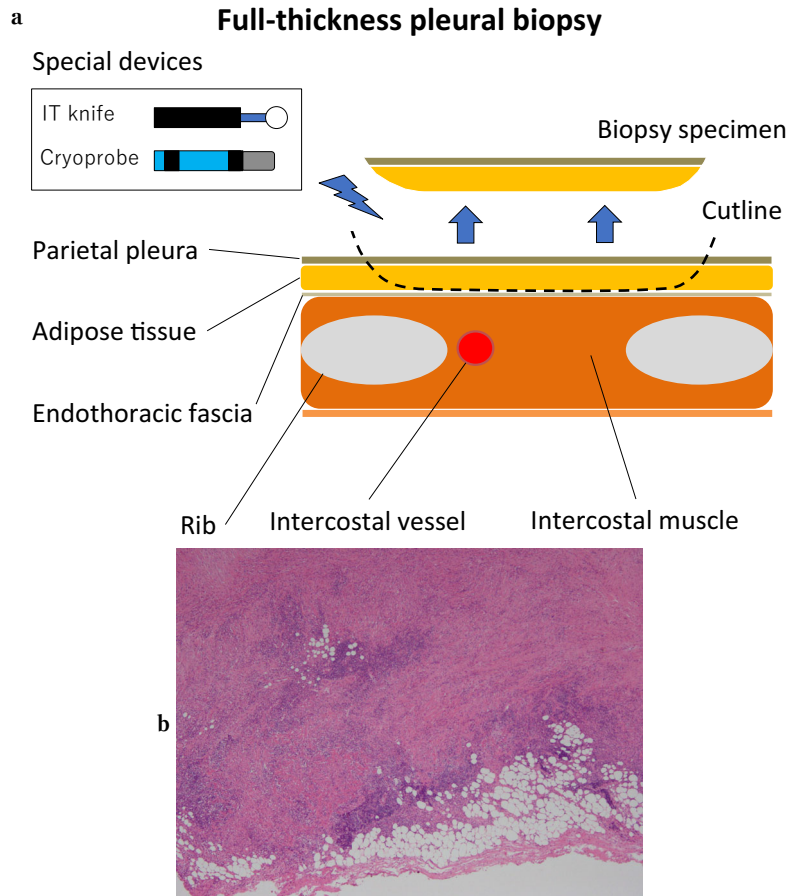 a
Full-thickness pleural biopsy
Special devices
IT knife
Cryoprobe
Biopsy specimen
Cutline
Parietal pleura
Adipose tissue
Endothoracic fascia
Rib
Intercostal vessel
Intercostal muscle
b